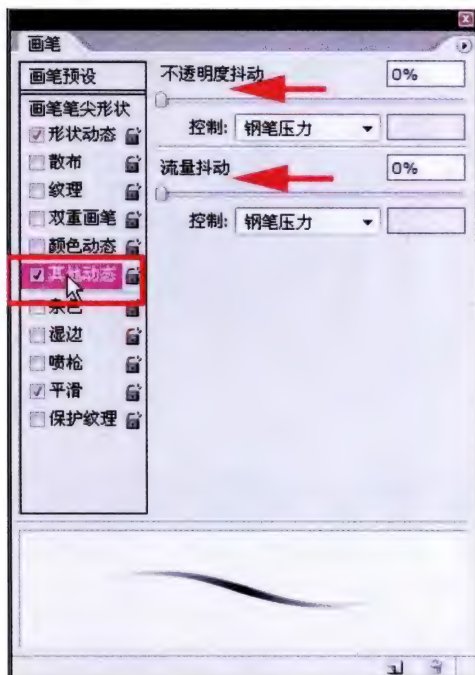 画笔
画笔预设
画笔笔尖形状
形状动态
散布
纹理
双重画笔
颜色动态
其他动态
杂色
湿边
喷枪
平滑
保护纹理
不透明度抖动 0%
控制: 钢笔压力
流量抖动 0%
控制: 钢笔压力